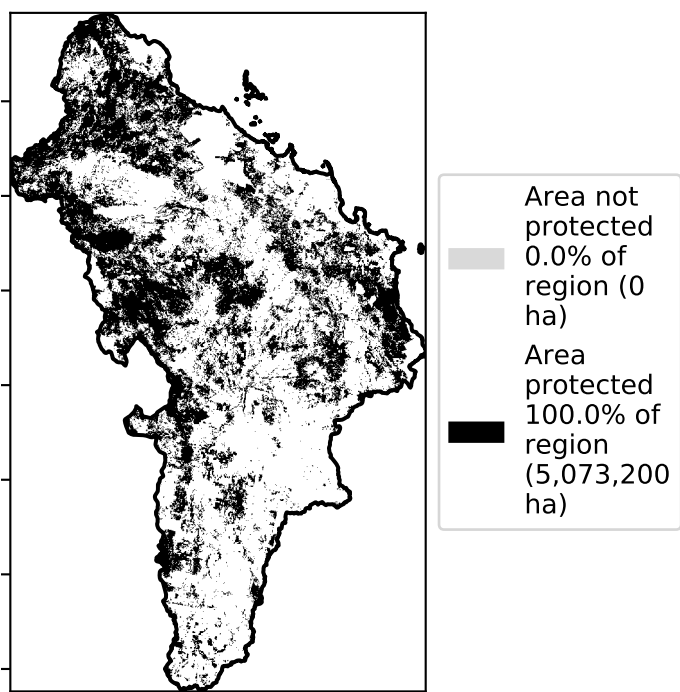 Area not
protected
0.0% of
region (0
ha)
Area
protected
100.0% of
region
(5,073,200
ha)